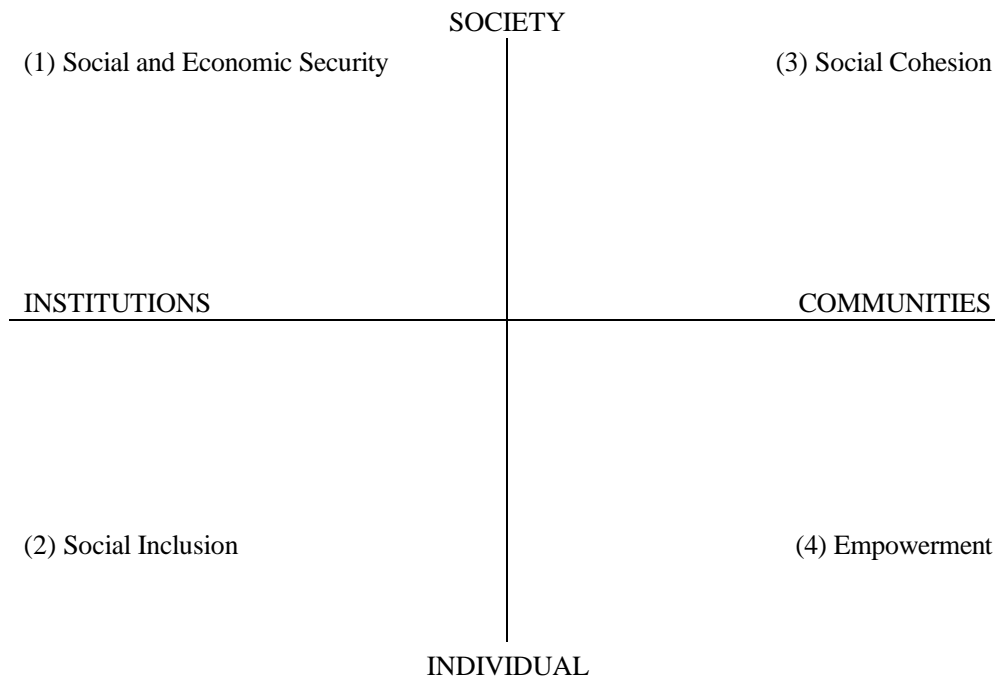 SOCIETY
(1) Social and Economic Security
(3) Social Cohesion
INSTITUTIONS
COMMUNITIES
(2) Social Inclusion
(4) Empowerment
INDIVIDUAL